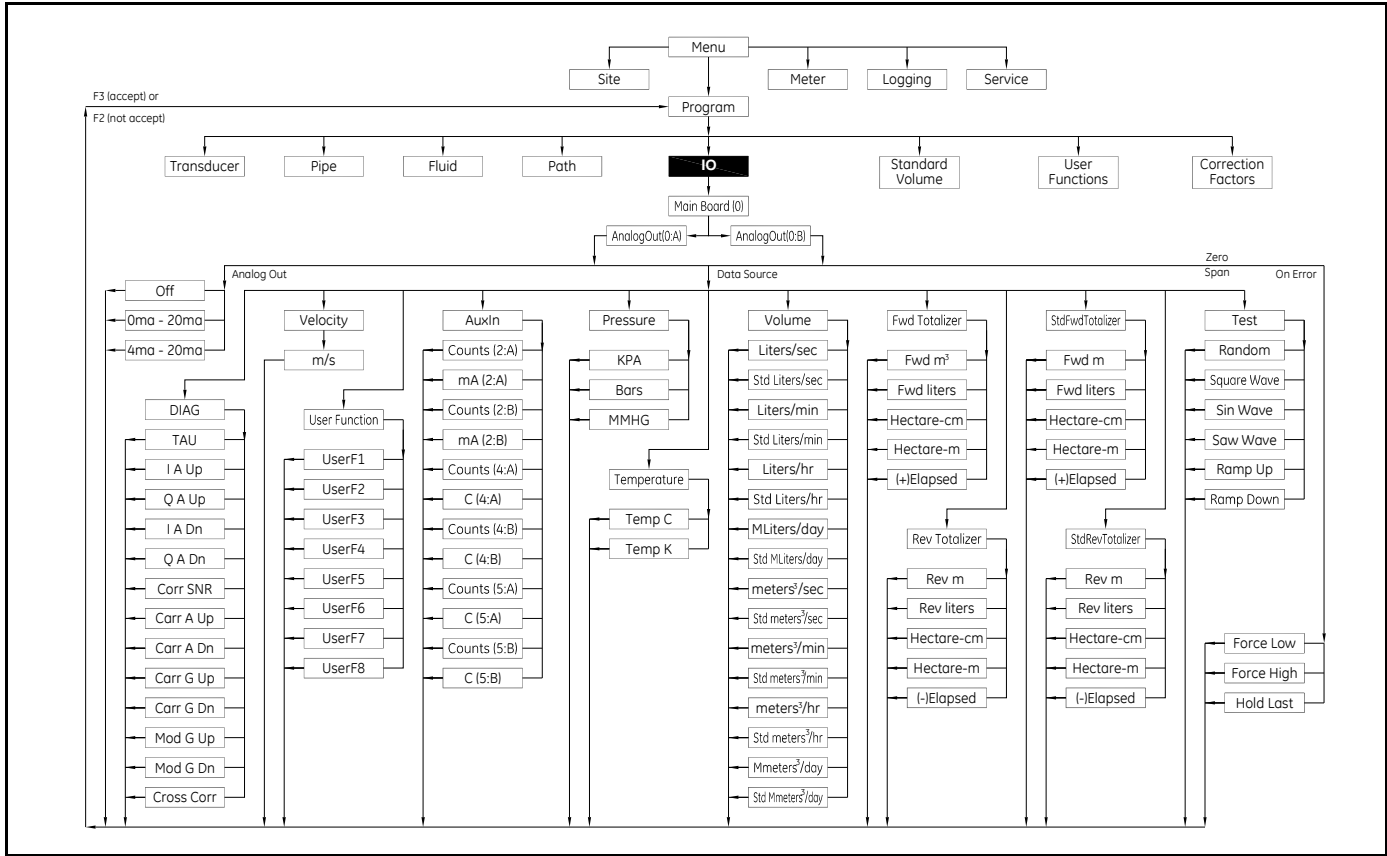 Menu
Site
Meter
Logging
Service
F3 (accept) or
F2 (not accept)
Program
Transducer
Pipe
Fluid
Path
IO
Standard
Volume
User
Functions
Correction
Factors
Main Board (0)
AnalogOut(0:A)
AnalogOut(0:B)
Analog Out
Data Source
Zero
Span
On Error
Off
0ma - 20ma
4ma - 20ma
DIAG
TAU
I A Up
Q A Up
I A Dn
Q A Dn
Corr SNR
Carr A Up
Carr A Dn
Carr G Up
Carr G Dn
Mod G Up
Mod G Dn
Cross Corr
Velocity
m/s
User Function
UserF1
UserF2
UserF3
UserF4
UserF5
UserF6
UserF7
UserF8
AuxIn
Counts (2:A)
mA (2:A)
Counts (2:B)
mA (2:B)
Counts (4:A)
C (4:A)
Counts (4:B)
C (4:B)
Counts (5:A)
C (5:A)
Counts (5:B)
C (5:B)
Pressure
KPA
Bars
MMHG
Temperature
Temp C
Temp K
Volume
Liters/sec
Std Liters/sec
Liters/min
Std Liters/min
Liters/hr
Std Liters/hr
MLiters/day
Std MLiters/day
meters³/sec
Std meters³/sec
meters³/min
Std meters³/min
meters³/hr
Std meters³/hr
Mmeters³/day
Std Mmeters³/day
Fwd Totalizer
Fwd m³
Fwd liters
Hectare-cm
Hectare-m
(+)Elapsed
Rev Totalizer
Rev m
Rev liters
Hectare-cm
Hectare-m
(-)Elapsed
StdFwdTotalizer
Fwd m
Fwd liters
Hectare-cm
Hectare-m
(+)Elapsed
StdRevTotalizer
Rev m
Rev liters
Hectare-cm
Hectare-m
(-)Elapsed
Test
Random
Square Wave
Sin Wave
Saw Wave
Ramp Up
Ramp Down
Force Low
Force High
Hold Last